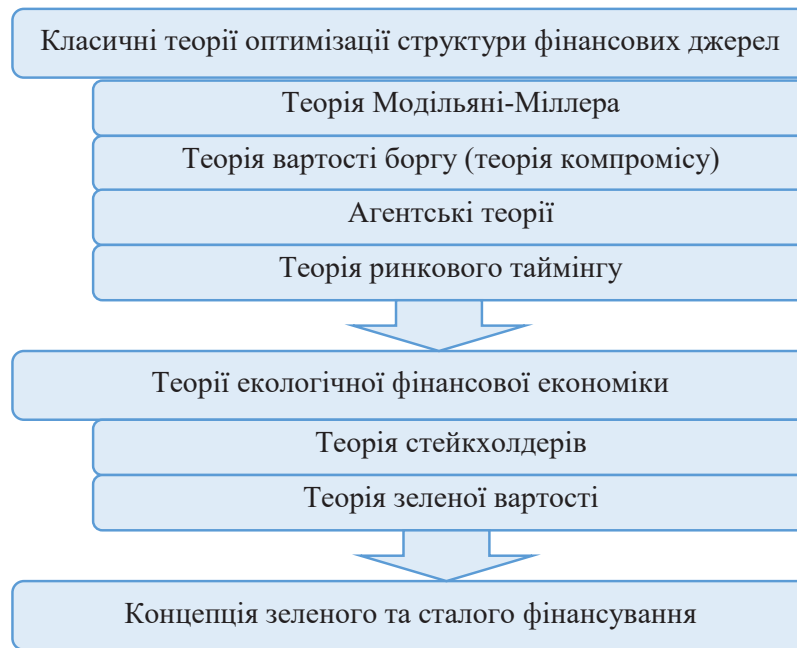 Класичні теорії оптимізації структури фінансових джерел
Теорія Модільяні-Міллера
Теорія вартості боргу (теорія компромісу)
Агентські теорії
Теорія ринкового таймінгу
Теорії екологічної фінансової економіки
Теорія стейкхолдерів
Теорія зеленої вартості
Концепція зеленого та сталого фінансування